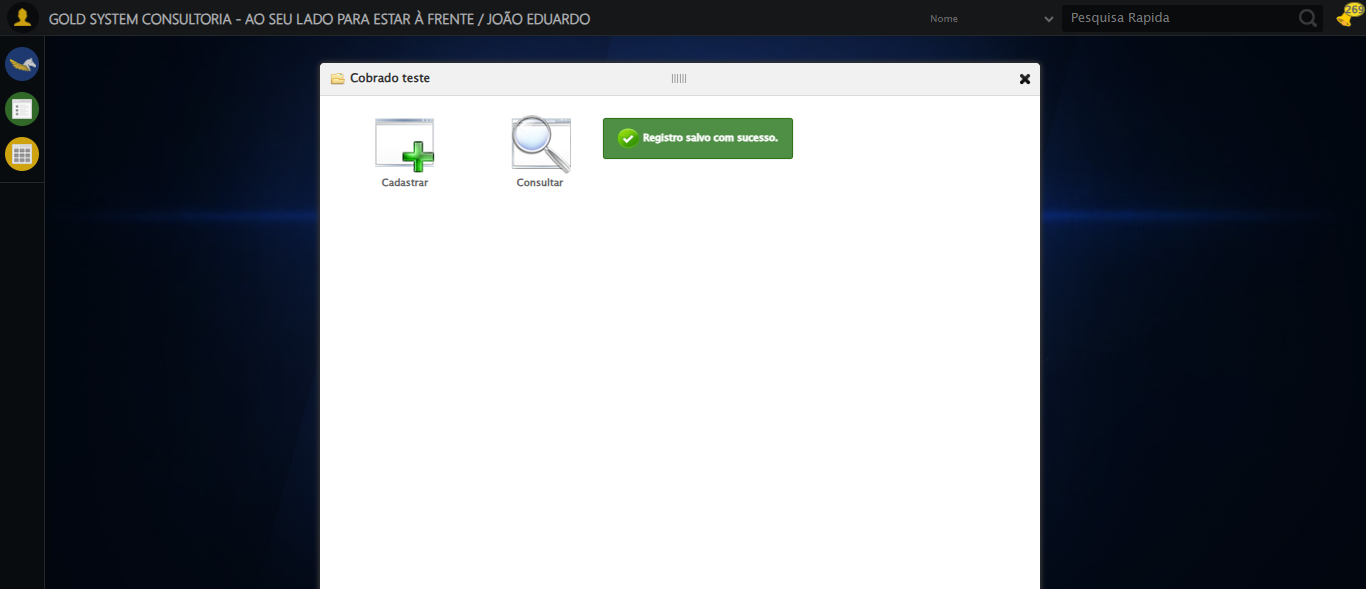 GOLD SYSTEM CONSULTORIA - AO SEU LADO PARA ESTAR À FRENTE / JOÃO EDUARDO
Nome
Pesquisa Rapida
269
Cobrado teste
Registro salvo com sucesso.
Cadastrar
Consultar